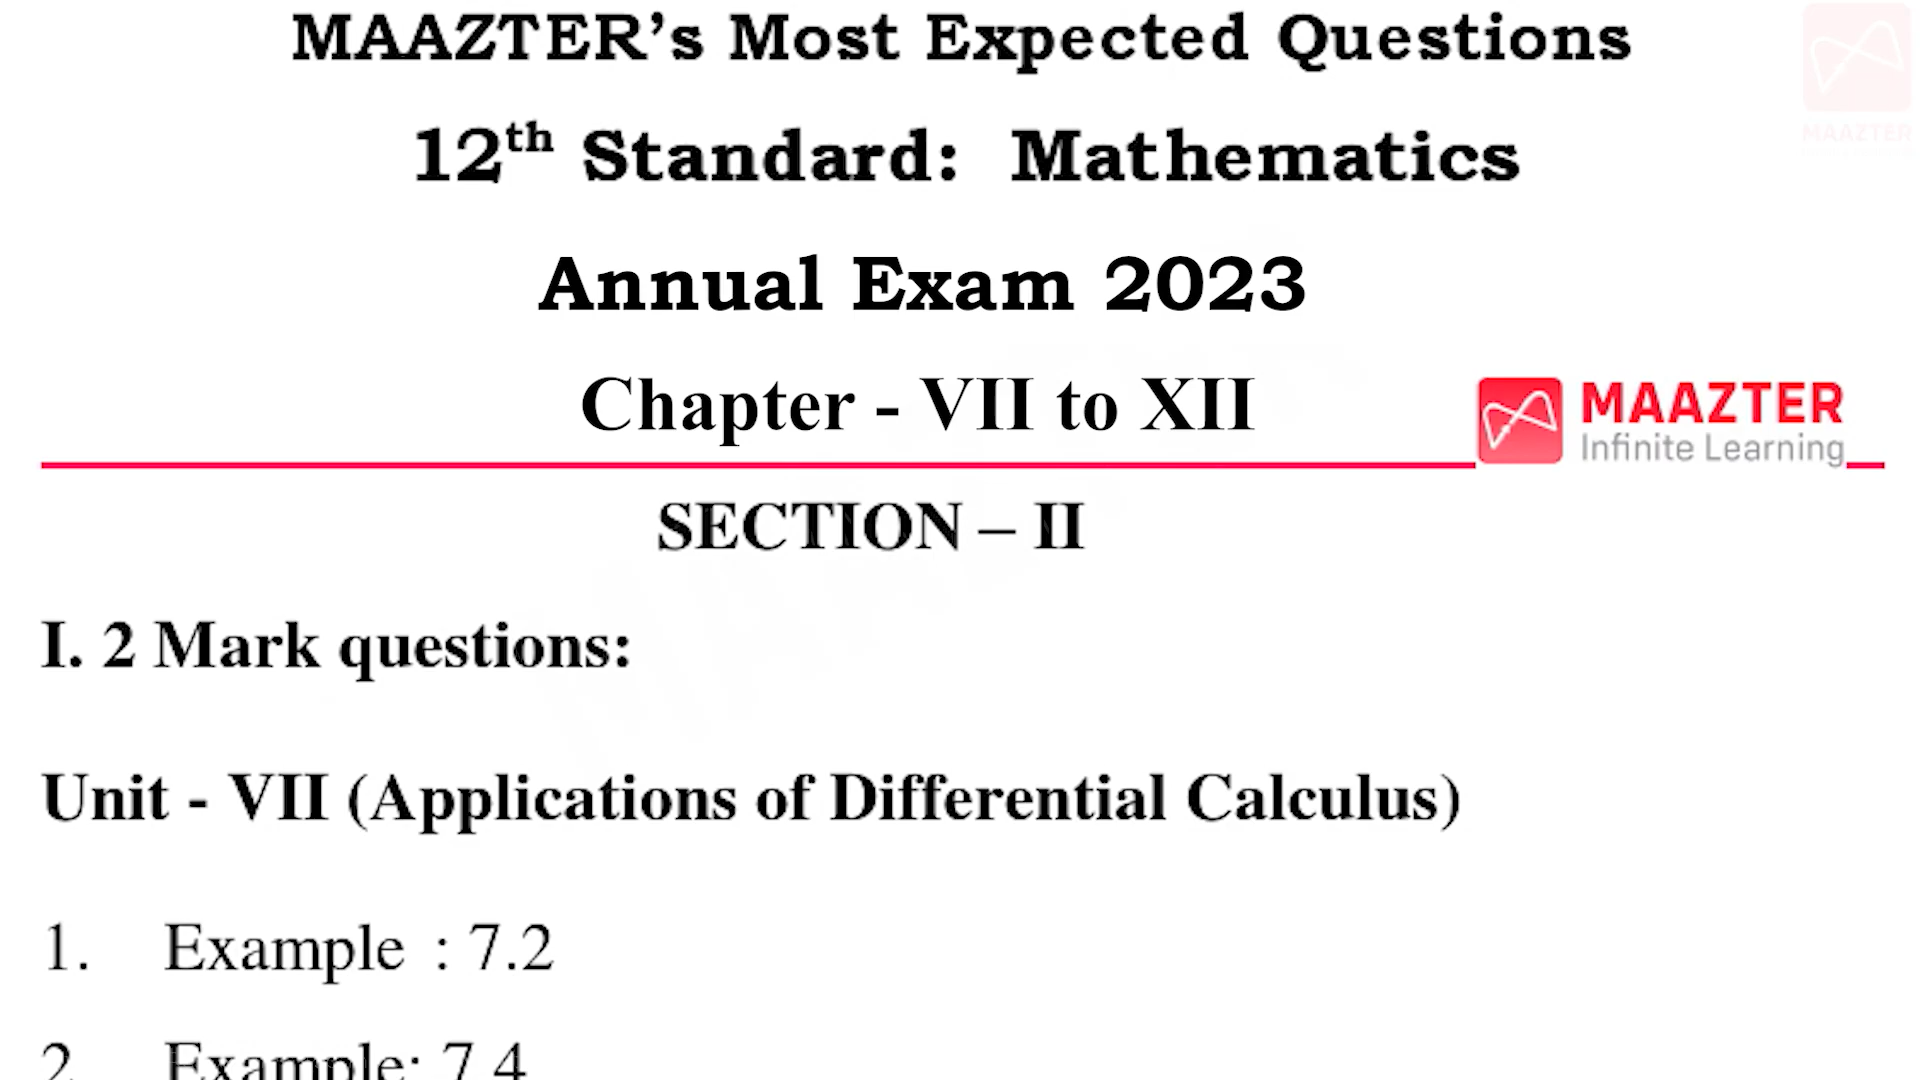 MAAZTER's Most Expected Questions
MAAZTER
12th Standard: Mathematics
Annual Exam 2023
Chapter - VII to XII
MAAZTER
Infinite Learning
SECTION – II
I. 2 Mark questions:
Unit - VII (Applications of Differential Calculus)
1. Example : 7.2
2. Example: 7.4